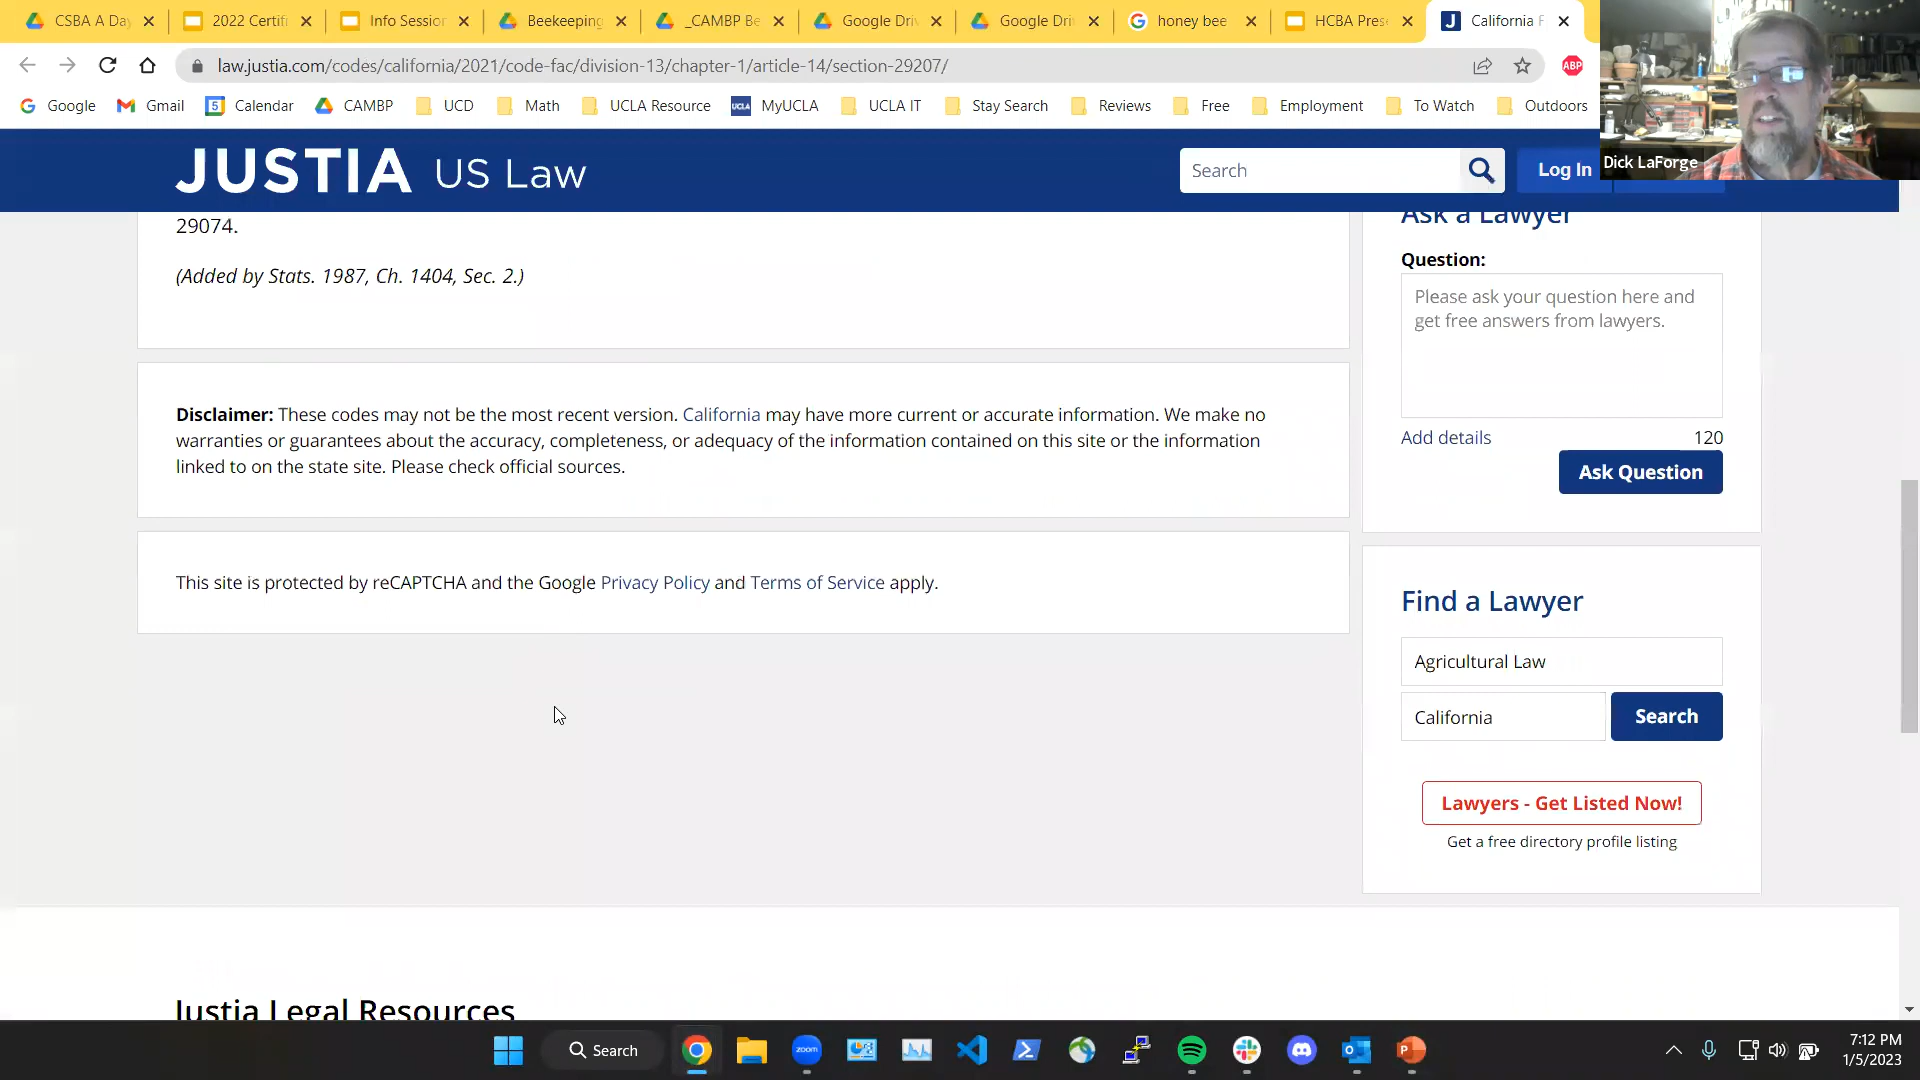 CSBA A Day
2022 Certifi
Info Session
Beekeeping
_CAMBP Be
Google Driv
Google Driv
honey bee
HCBA Prese
California F
law.justia.com/codes/california/2021/code-fac/division-13/chapter-1/article-14/section-29207/
ABP
Google
Gmail
5
Calendar
CAMBP
UCD
Math
UCLA Resource
UCLA
MyUCLA
UCLA IT
Stay Search
Reviews
Free
Employment
To Watch
Outdoors
Dick LaForge
JUSTIA US Law
Search
Log In
29074.
(Added by Stats. 1987, Ch. 1404, Sec. 2.)
Disclaimer: These codes may not be the most recent version. California may have more current or accurate information. We make no
warranties or guarantees about the accuracy, completeness, or adequacy of the information contained on this site or the information
linked to on the state site. Please check official sources.
This site is protected by reCAPTCHA and the Google Privacy Policy and Terms of Service apply.
Ask a Lawyer
Question:
Please ask your question here and
get free answers from lawyers.
Add details
120
Ask Question
Find a Lawyer
Agricultural Law
California
Search
Lawyers - Get Listed Now!
Get a free directory profile listing
Justia Legal Resources
Search
zoom
7:12 PM
1/5/2023